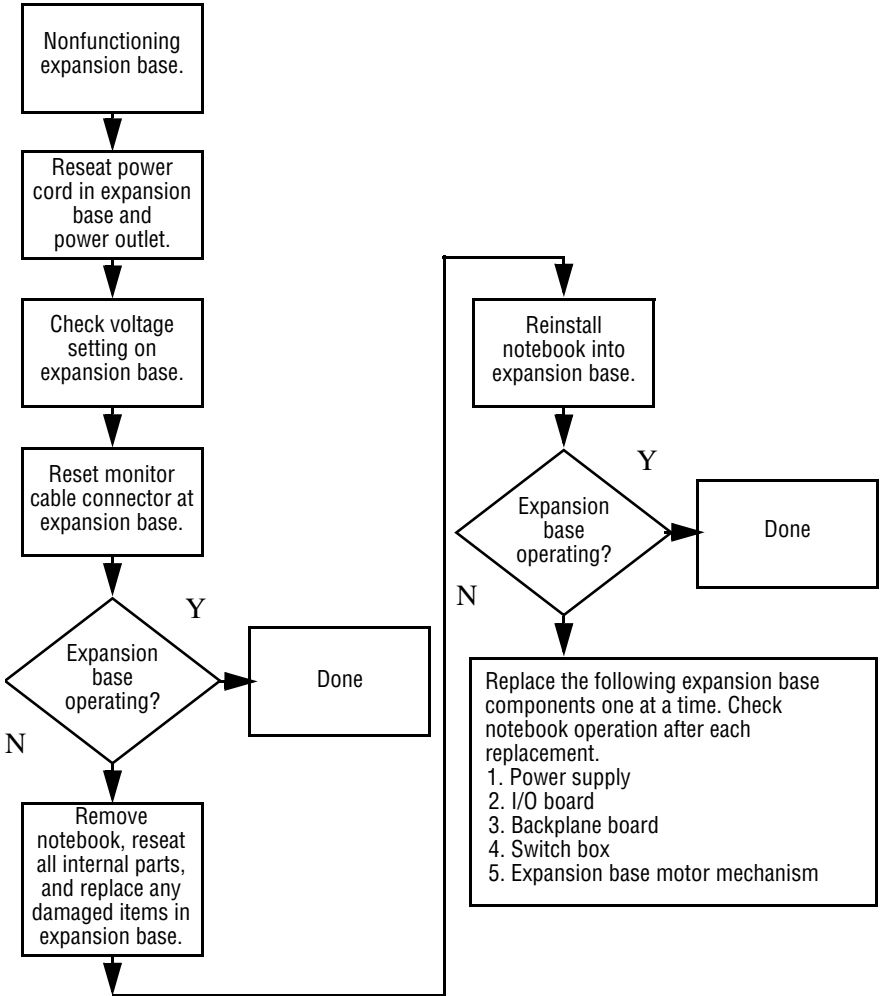 Nonfunctioning
expansion base.
Reseat power
cord in expansion
base and
power outlet.
Check voltage
setting on
expansion base.
Reset monitor
cable connector at
expansion base.
Expansion
base
operating?
Y
Done
N
Remove
notebook, reseat
all internal parts,
and replace any
damaged items in
expansion base.
Reinstall
notebook into
expansion base.
Expansion
base
operating?
Y
Done
N
Replace the following expansion base
components one at a time. Check
notebook operation after each
replacement.
1. Power supply
2. I/O board
3. Backplane board
4. Switch box
5. Expansion base motor mechanism